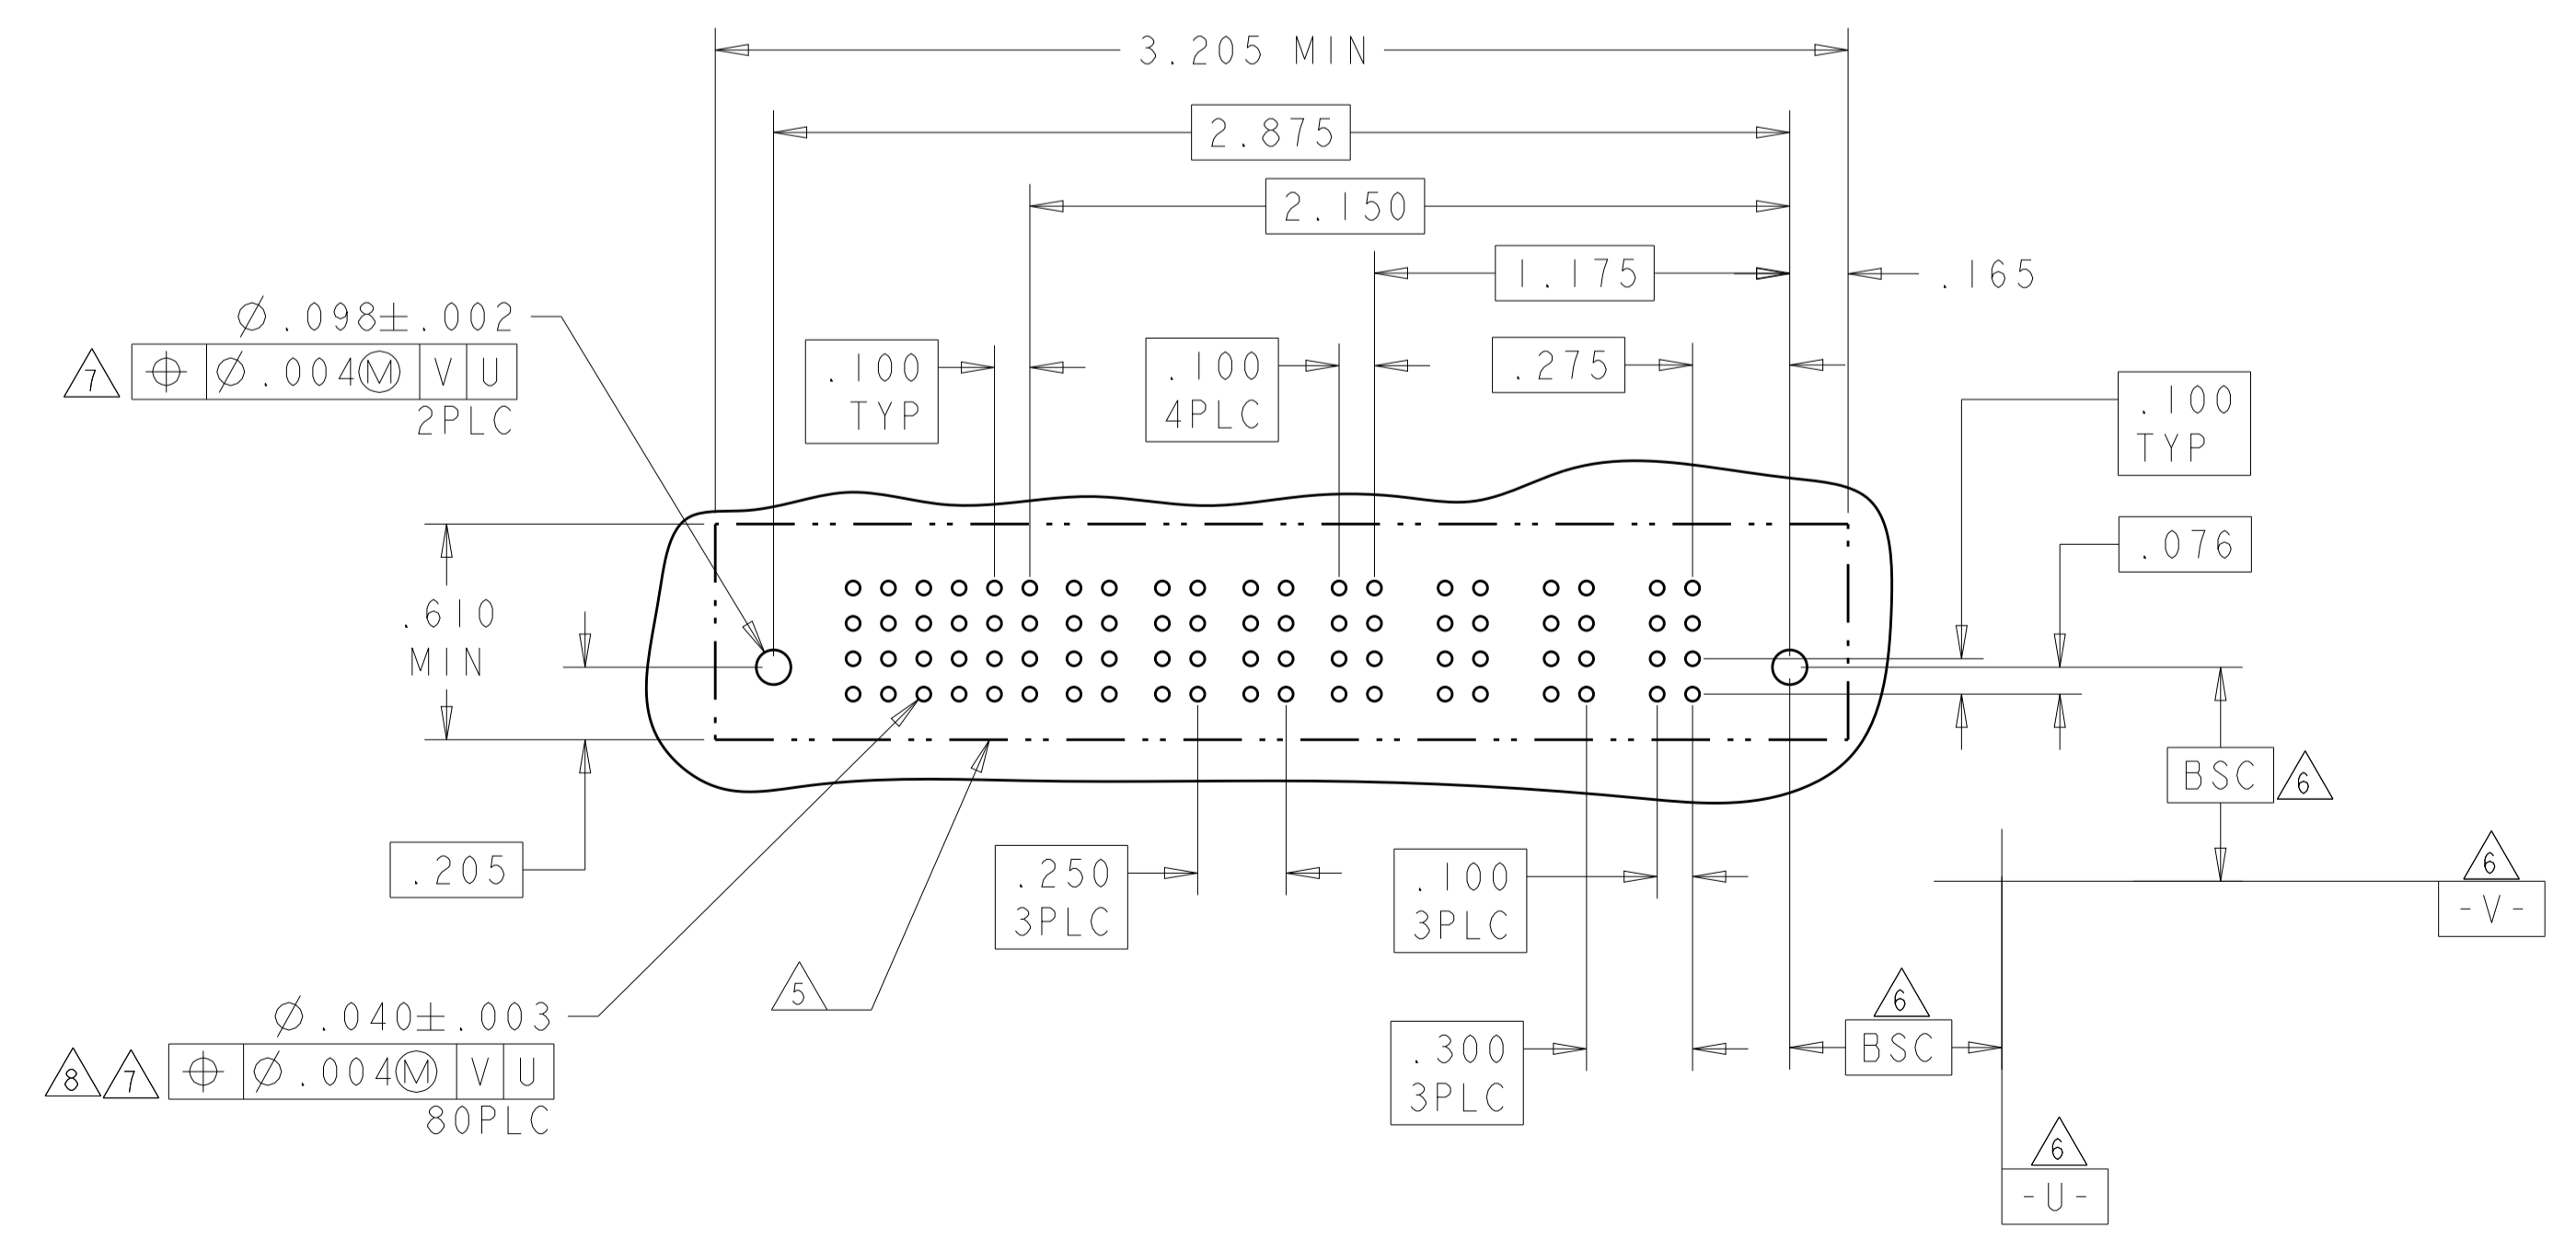 3.205 MIN
2.875
2.150
1.175
.165
Ø.098±.002
7
⌖ Ø.004Ⓜ V U
2PLC
.100
TYP
.100
4PLC
.275
.100
TYP
.076
.610
MIN
.205
BSC
6
6
-V-
.250
3PLC
.100
3PLC
5
Ø.040±.003
8 7
⌖ Ø.004Ⓜ V U
80PLC
.300
3PLC
6
BSC
6
-U-